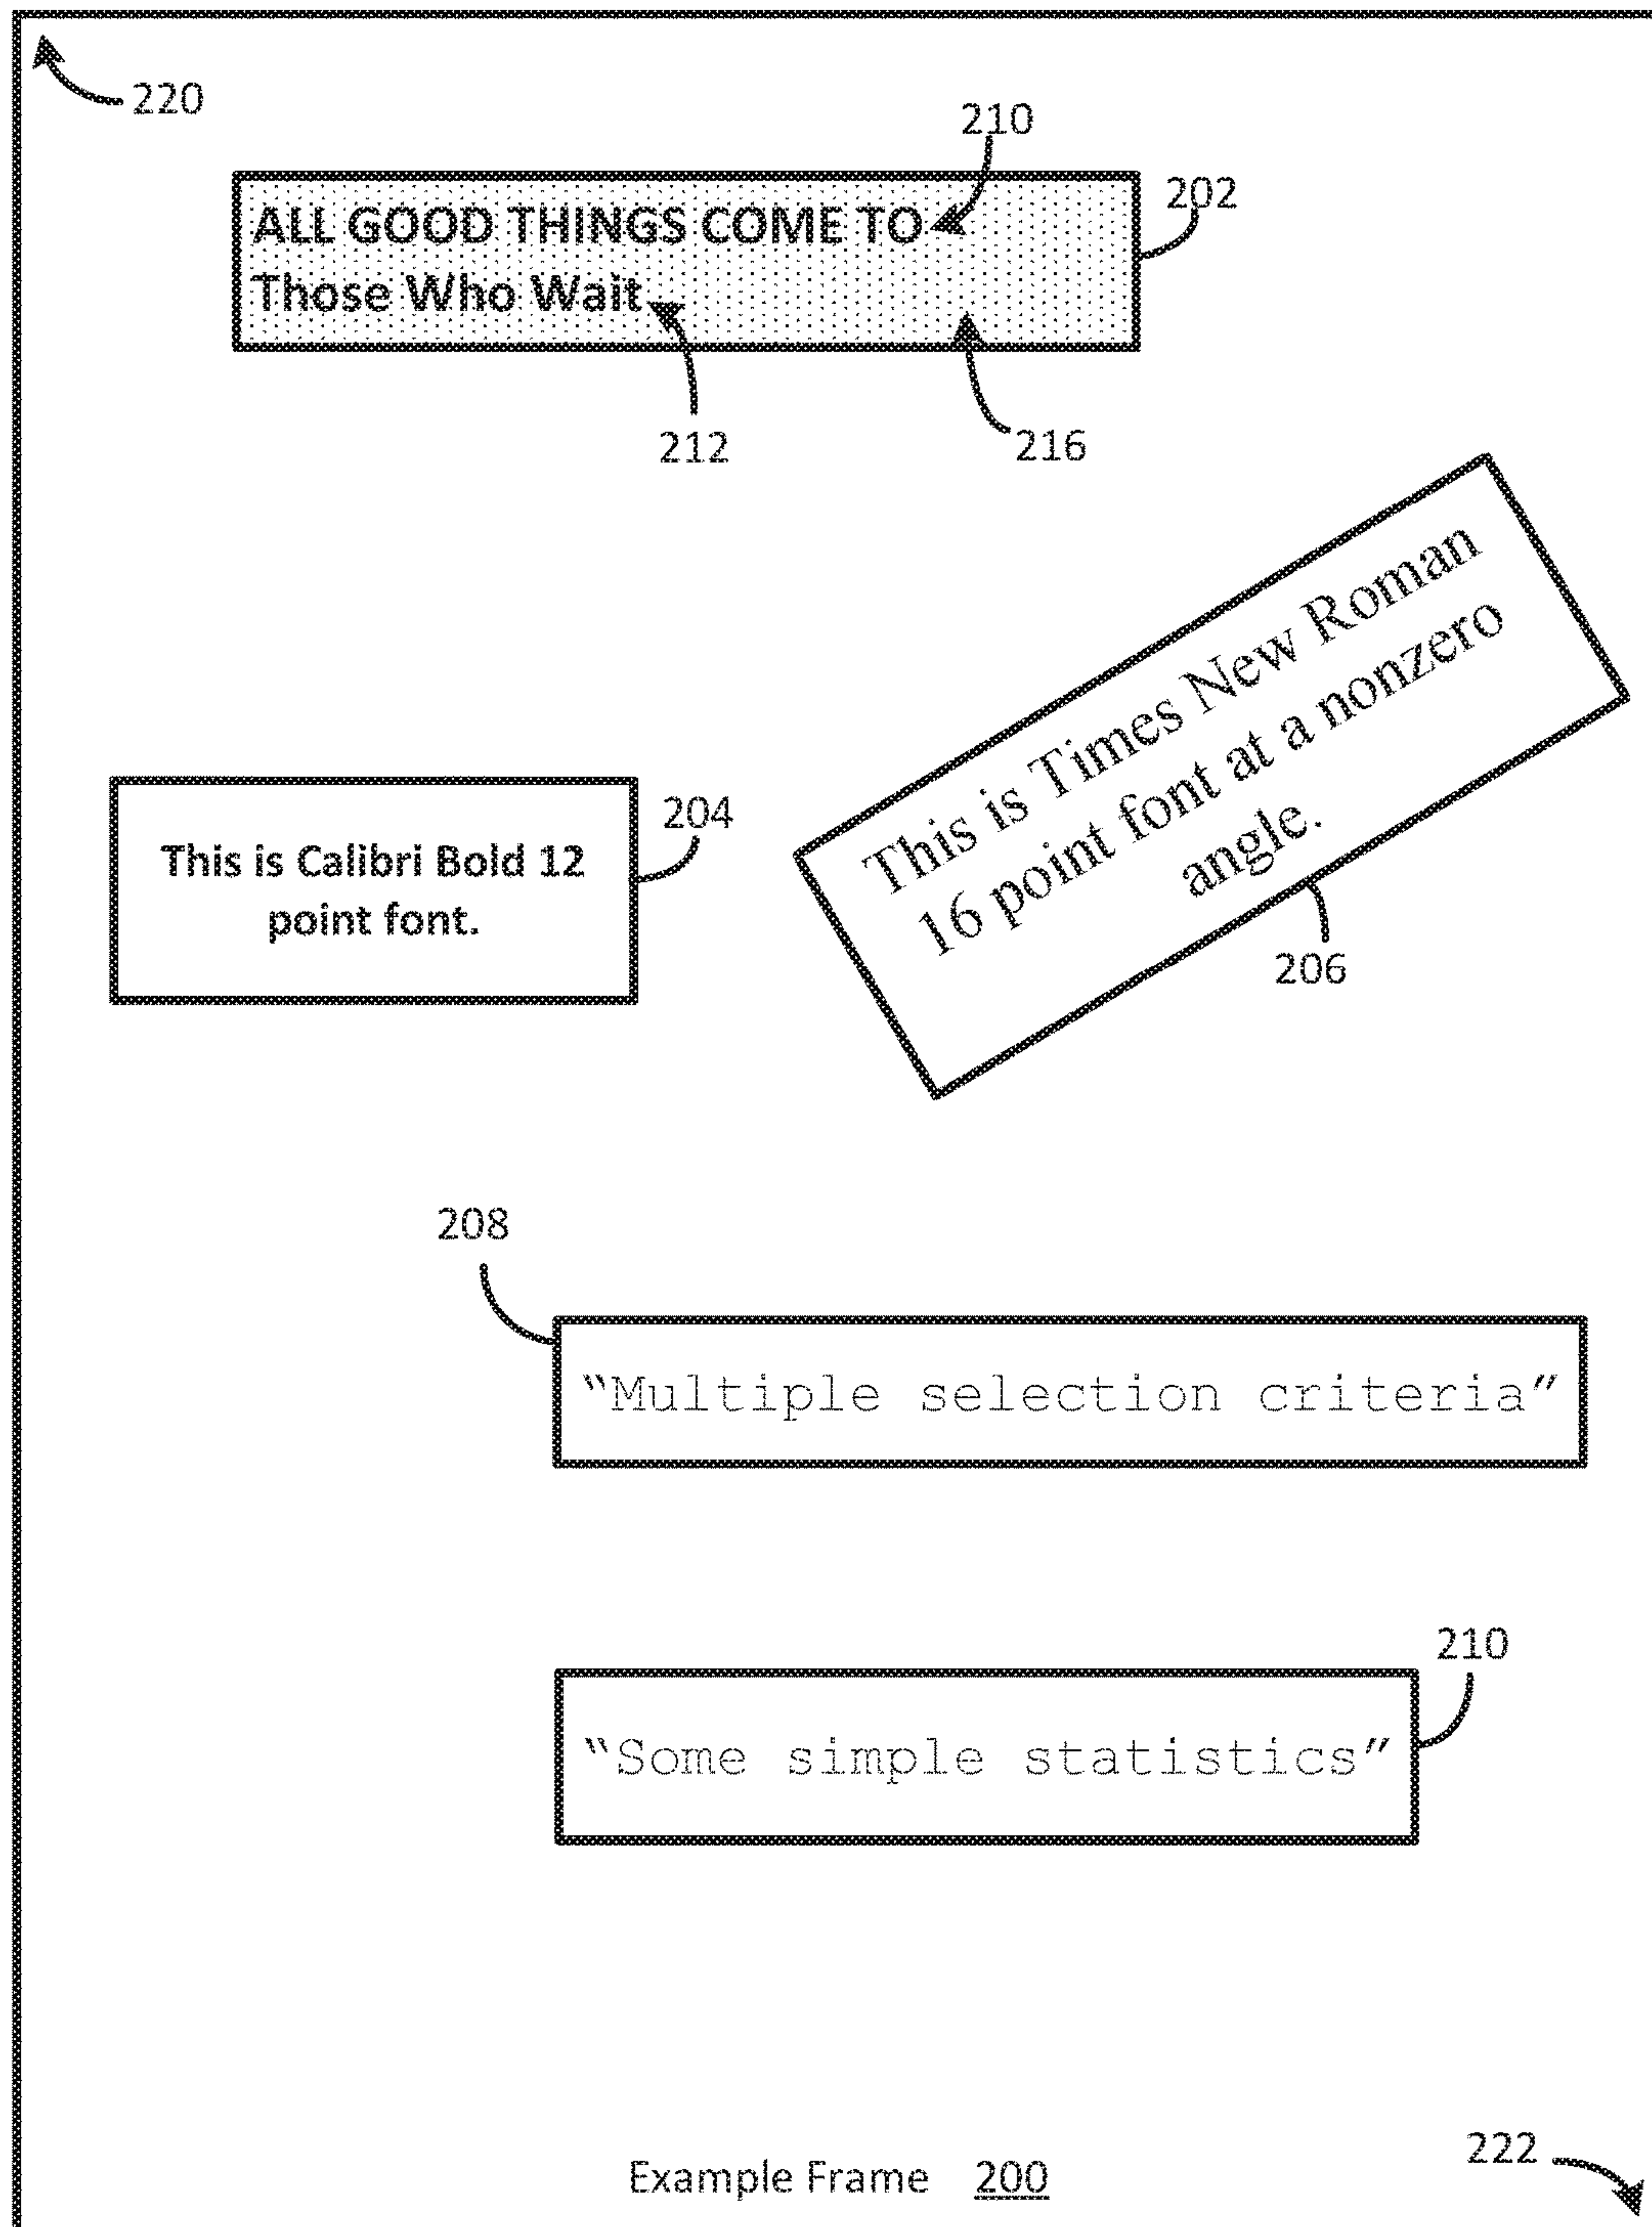 220
210
202
ALL GOOD THINGS COME TO
Those Who Wait
212
216
This is Times New Roman
16 point font at a nonzero
angle.
206
204
This is Calibri Bold 12
point font.
208
“Multiple selection criteria”
210
“Some simple statistics”
222
Example Frame 200